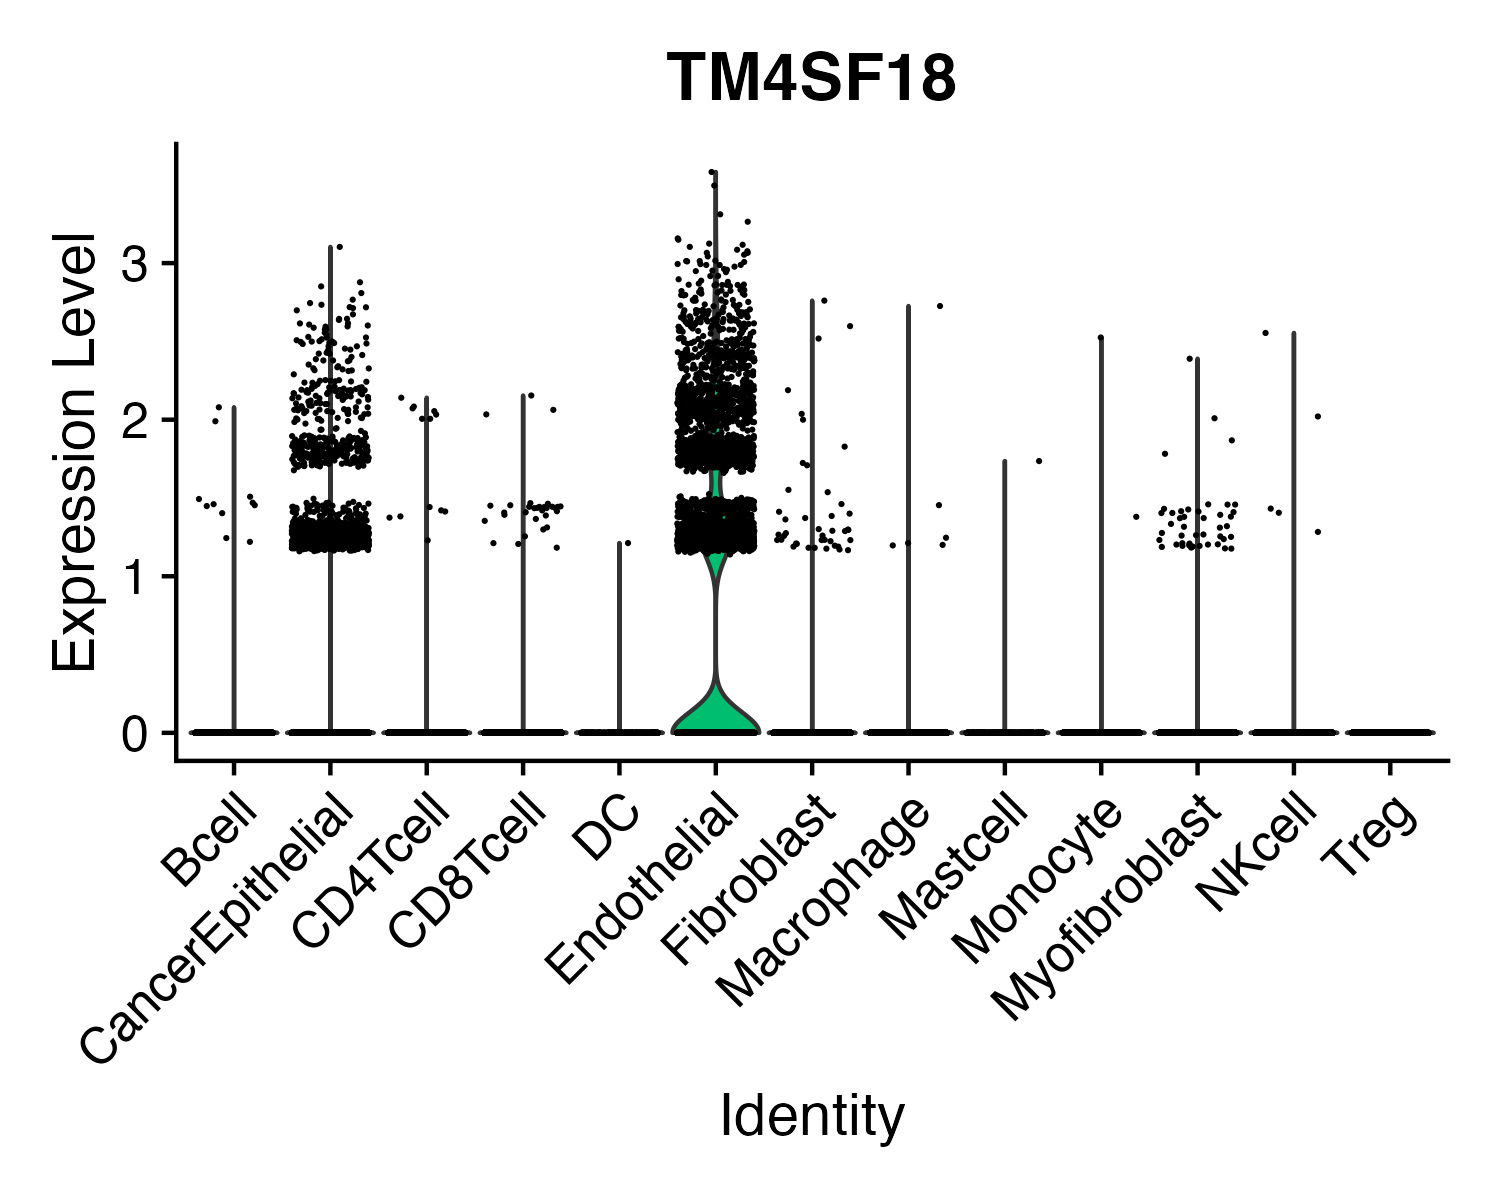 TM4SF18
Expression Level
3
2
1
0
Bcell
CancerEpithelial
CD4Tcell
CD8Tcell
DC
Endothelial
Fibroblast
Macrophage
Mastcell
Monocyte
Myofibroblast
NKcell
Treg
Identity